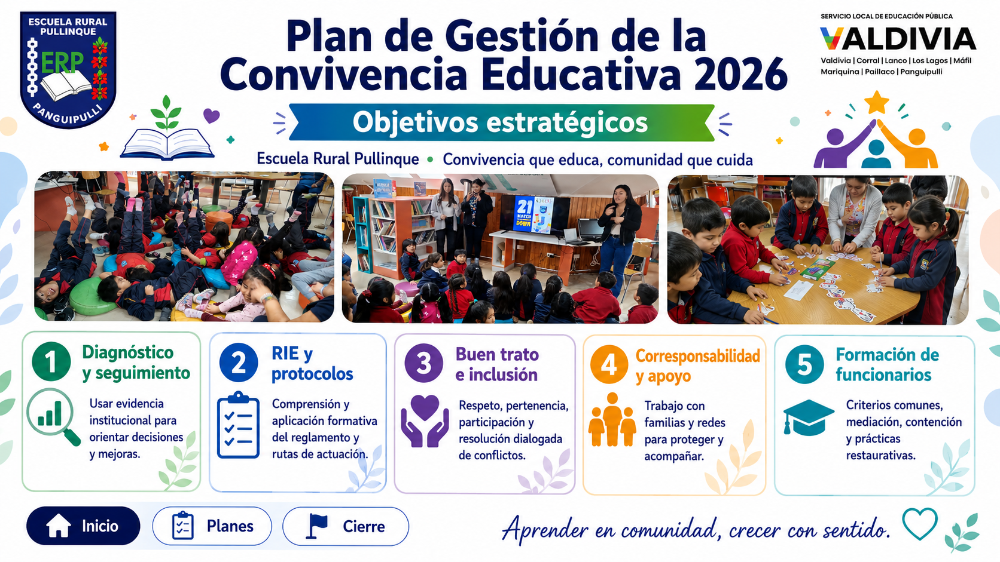 ESCUELA RURAL
PULLINQUE
ERP
PANGUIPULLI
Plan de Gestión de la
Convivencia Educativa 2026
SERVICIO LOCAL DE EDUCACIÓN PÚBLICA
VALDIVIA
Valdivia | Corral | Lanco | Los Lagos | Máfil
Mariquina | Paillaco | Panguipulli
Objetivos estratégicos
Escuela Rural Pullinque • Convivencia que educa, comunidad que cuida
21
DOWN
1
Diagnóstico
y seguimiento
Usar evidencia
institucional para
orientar decisiones
y mejoras.
2
RIE y
protocolos
Comprensión y
aplicación formativa
del reglamento y
rutas de actuación.
3
Buen trato
e inclusión
Respeto, pertenencia,
participación y
resolución dialogada
de conflictos.
4
Corresponsabilidad
y apoyo
Trabajo con
familias y redes
para proteger y
acompañar.
5
Formación de
funcionarios
Criterios comunes,
mediación, contención
y prácticas
restaurativas.
Inicio
Planes
Cierre
Aprender en comunidad, crecer con sentido.